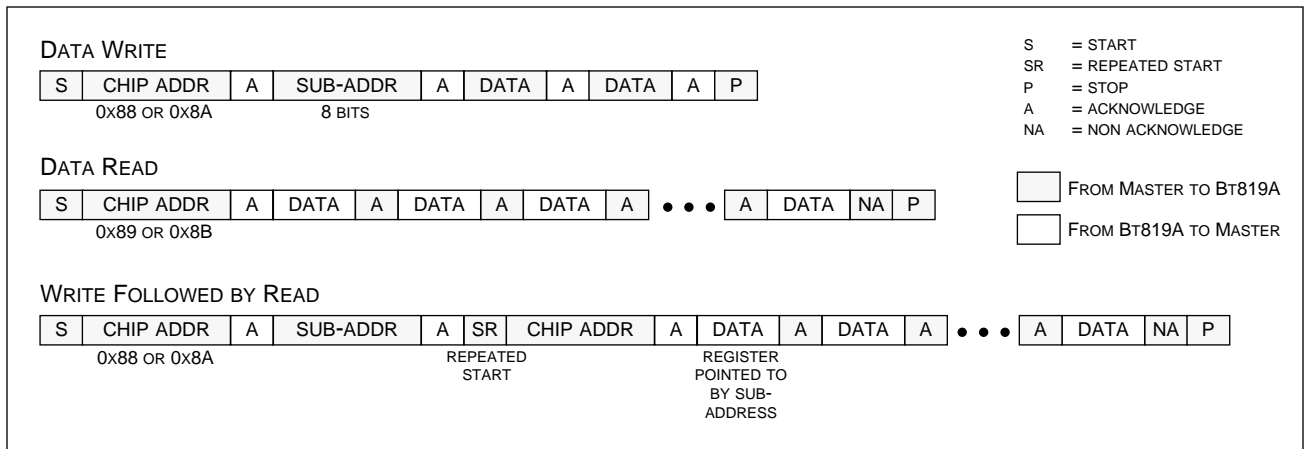 DATA WRITE
S CHIP ADDR A SUB-ADDR A DATA A DATA A P
0X88 OR 0X8A 8 BITS
S = START
SR = REPEATED START
P = STOP
A = ACKNOWLEDGE
NA = NON ACKNOWLEDGE
DATA READ
S CHIP ADDR A DATA A DATA A DATA A • • • A DATA NA P
0X89 OR 0X8B
FROM MASTER TO BT819A
FROM BT819A TO MASTER
WRITE FOLLOWED BY READ
S CHIP ADDR A SUB-ADDR A SR CHIP ADDR A DATA A DATA A • • • A DATA NA P
0X88 OR 0X8A
REPEATED
START
REGISTER
POINTED TO
BY SUB-
ADDRESS